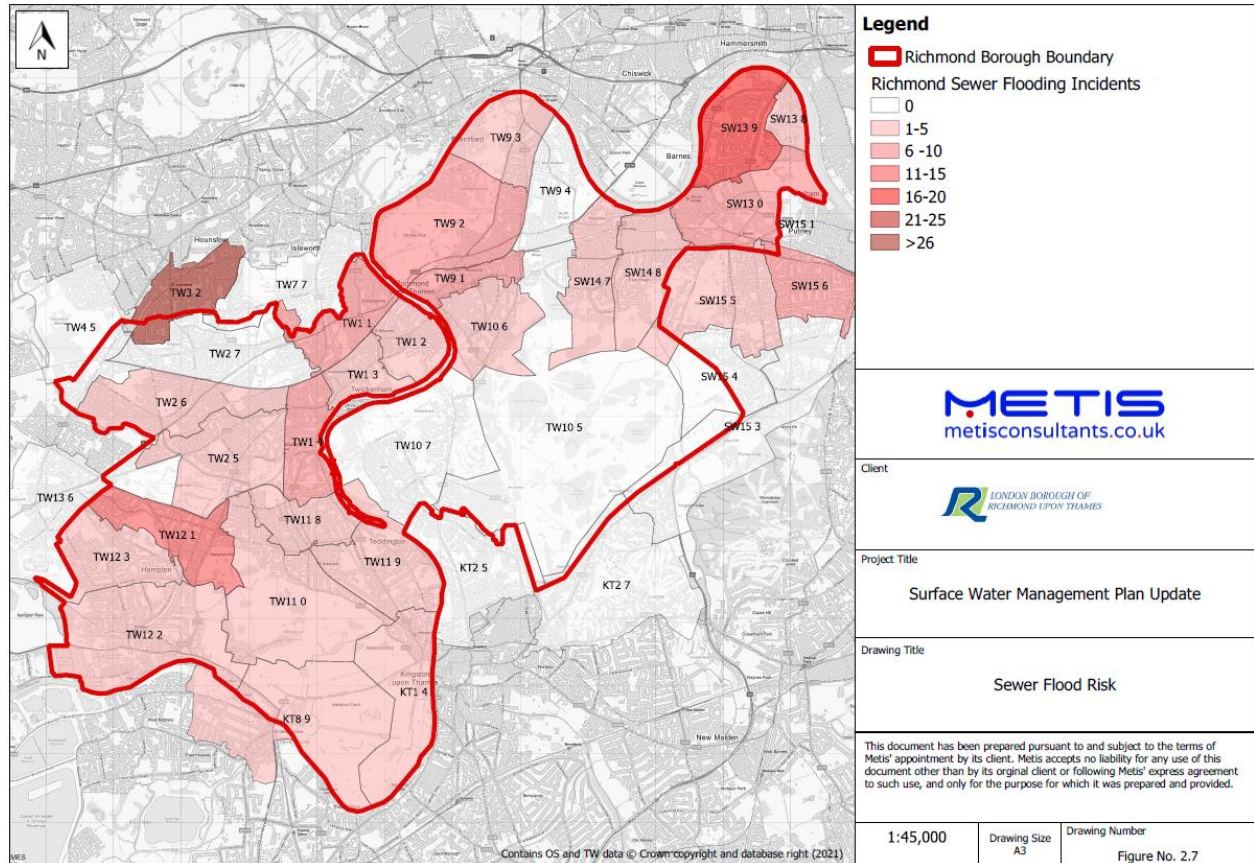 N
Hammersmith
Chiswick
SW13 9
SW13 8
TW9 3
Barnes
TW9 4
SW13 0
TW9 2
SW15 1
Putney
Hounslow
Isleworth
TW7 7
TW9 1
SW14 7
SW14 8
SW15 5
SW15 6
TW3 2
TW4 5
TW1 1
TW10 6
TW1 2
TW2 7
TW1 3
Twickenham
SW15 4
TW2 6
SW15 3
TW10 5
TW1 4
TW10 7
TW2 5
TW13 6
TW11 8
TW12 1
Teddington
TW12 3
Hampton
TW11 9
KT2 5
KT2 7
TW11 0
TW12 2
Kingston
upon Thames
KT1 4
KT8 9
New Malden
Contains OS and TW data © Crown copyright and database right (2021)
Legend
Richmond Borough Boundary
Richmond Sewer Flooding Incidents
0
1-5
6 -10
11-15
16-20
21-25
>26
METIS
metisconsultants.co.uk
Client
LONDON BOROUGH OF
RICHMOND UPON THAMES
Project Title
Surface Water Management Plan Update
Drawing Title
Sewer Flood Risk
This document has been prepared pursuant to and subject to the terms of
Metis' appointment by its client. Metis accepts no liability for any use of this
document other than by its orginal client or following Metis' express agreement
to such use, and only for the purpose for which it was prepared and provided.
1:45,000
Drawing Size
A3
Drawing Number
Figure No. 2.7